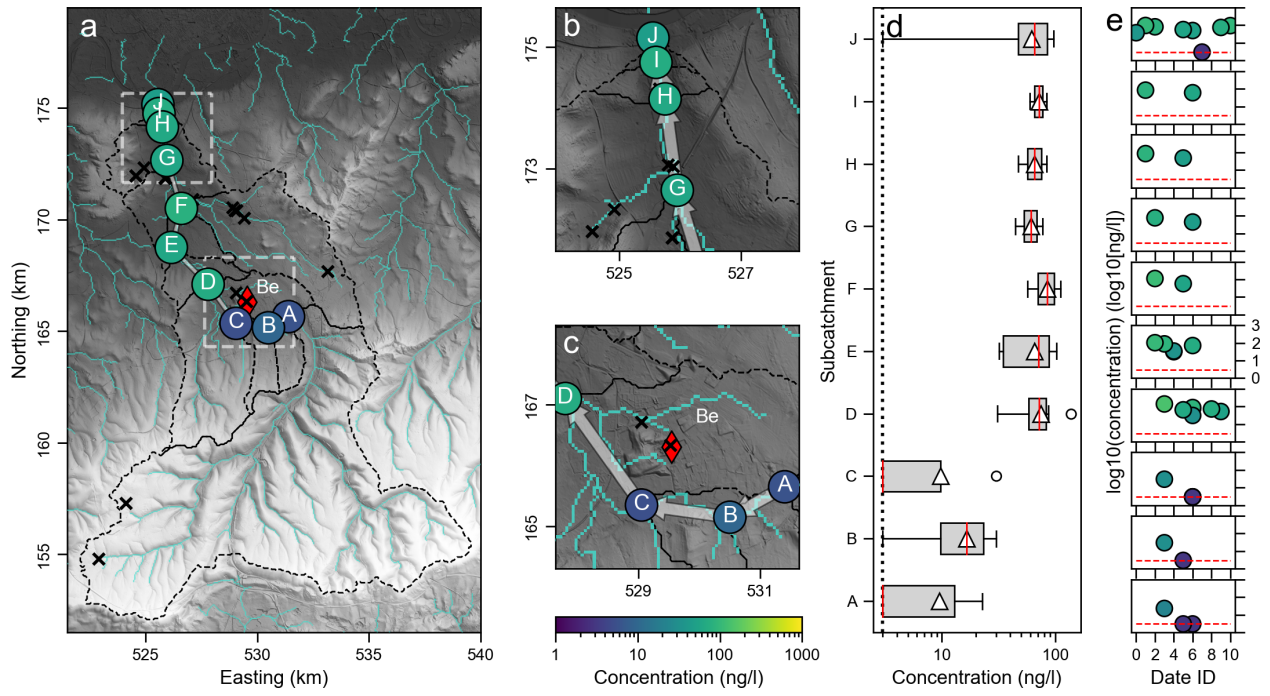 a
175
170
165
160
155
Northing (km)
J
H
G
F
E
D
Be
C
B
A
525
530
535
540
Easting (km)
b
175
173
J
I
H
G
525
527
c
167
165
D
Be
C
B
A
529
531
1
10
100
1000
Concentration (ng/l)
d
Subcatchment
J
I
H
G
F
E
D
C
B
A
10
100
Concentration (ng/l)
e
log10(concentration) (log10[ng/l])
3
2
1
0
0
2
4
6
8
10
Date ID